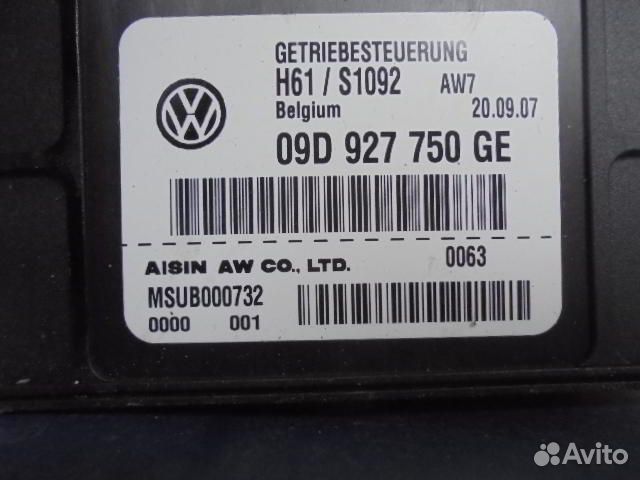 GETRIEBESTEUERUNG
H61 / S1092 AW7
Belgium 20.09.07
09D 927 750 GE
AISIN AW CO., LTD. 0063
MSUB000732
0000 001
Avito